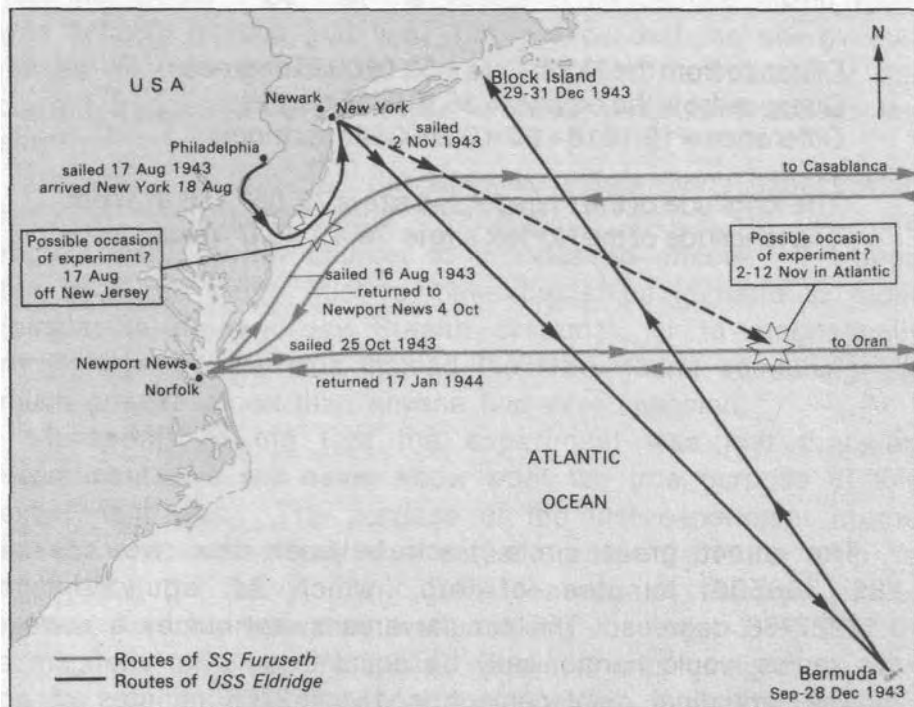 N
USA
Block Island
29-31 Dec 1943
Newark
New York
sailed
2 Nov 1943
Philadelphia
sailed 17 Aug 1943
arrived New York 18 Aug
to Casablanca
Possible occasion
of experiment?
17 Aug
off New Jersey
Possible occasion
of experiment?
2-12 Nov in Atlantic
sailed 16 Aug 1943
returned to
Newport News 4 Oct
sailed 25 Oct 1943
to Oran
Newport News
Norfolk
returned 17 Jan 1944
ATLANTIC
OCEAN
Routes of SS Furuseth
Routes of USS Eldridge
Bermuda
Sep-28 Dec 1943